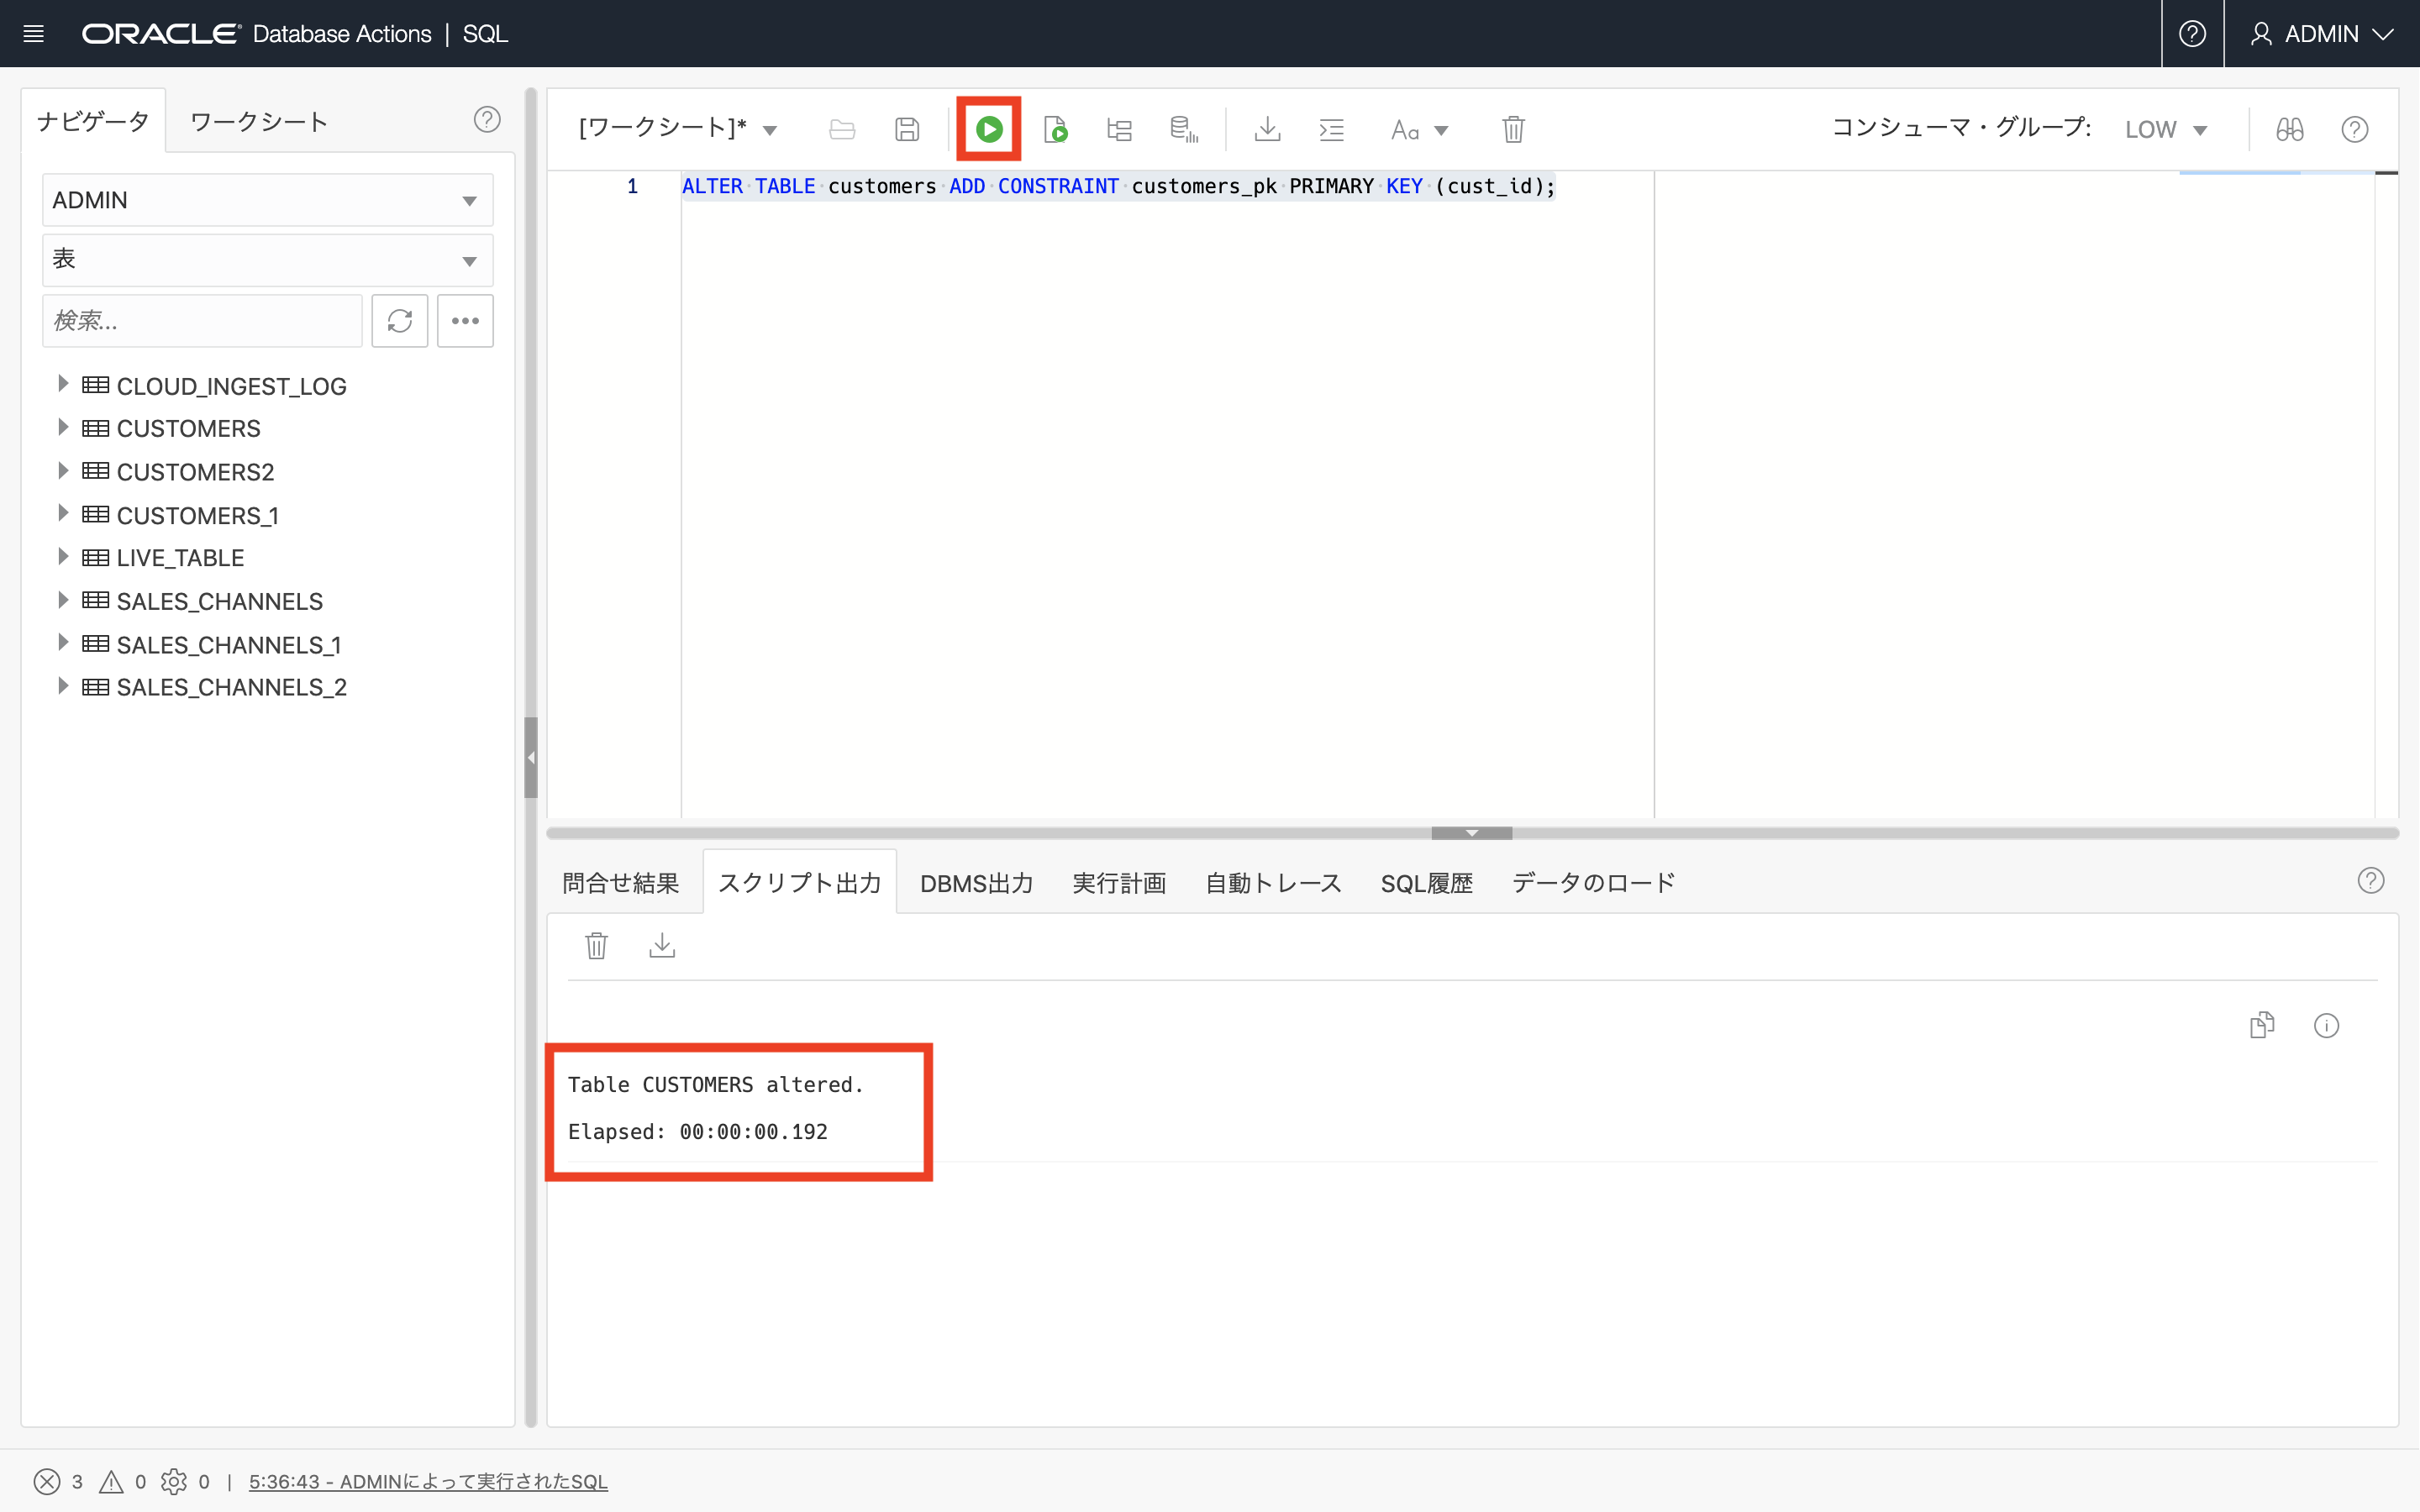 ORACLE Database Actions | SQL
ADMIN
ナビゲータ
ワークシート
ADMIN
表
検索...
CLOUD_INGEST_LOG
CUSTOMERS
CUSTOMERS2
CUSTOMERS_1
LIVE_TABLE
SALES_CHANNELS
SALES_CHANNELS_1
SALES_CHANNELS_2
[ワークシート]*
Aa
コンシューマ・グループ: LOW
1 ALTER TABLE customers ADD CONSTRAINT customers_pk PRIMARY KEY (cust_id);
問合せ結果 スクリプト出力 DBMS出力 実行計画 自動トレース SQL履歴 データのロード
Table CUSTOMERS altered.
Elapsed: 00:00:00.192
3 0 0 | 5:36:43 - ADMINによって実行されたSQL